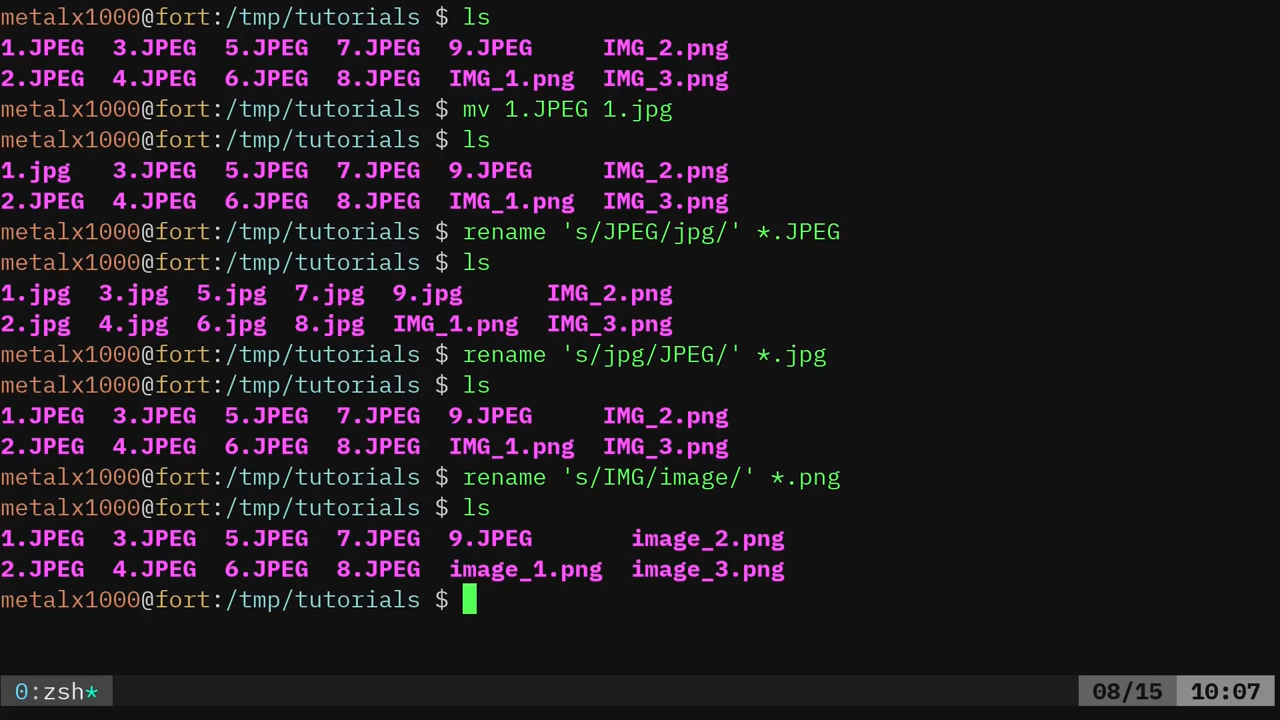 metalx1000@fort:/tmp/tutorials $ ls
1.JPEG 3.JPEG 5.JPEG 7.JPEG 9.JPEG IMG_2.png
2.JPEG 4.JPEG 6.JPEG 8.JPEG IMG_1.png IMG_3.png
metalx1000@fort:/tmp/tutorials $ mv 1.JPEG 1.jpg
metalx1000@fort:/tmp/tutorials $ ls
1.jpg 3.JPEG 5.JPEG 7.JPEG 9.JPEG IMG_2.png
2.JPEG 4.JPEG 6.JPEG 8.JPEG IMG_1.png IMG_3.png
metalx1000@fort:/tmp/tutorials $ rename 's/JPEG/jpg/' *.JPEG
metalx1000@fort:/tmp/tutorials $ ls
1.jpg 3.jpg 5.jpg 7.jpg 9.jpg IMG_2.png
2.jpg 4.jpg 6.jpg 8.jpg IMG_1.png IMG_3.png
metalx1000@fort:/tmp/tutorials $ rename 's/jpg/JPEG/' *.jpg
metalx1000@fort:/tmp/tutorials $ ls
1.JPEG 3.JPEG 5.JPEG 7.JPEG 9.JPEG IMG_2.png
2.JPEG 4.JPEG 6.JPEG 8.JPEG IMG_1.png IMG_3.png
metalx1000@fort:/tmp/tutorials $ rename 's/IMG/image/' *.png
metalx1000@fort:/tmp/tutorials $ ls
1.JPEG 3.JPEG 5.JPEG 7.JPEG 9.JPEG image_2.png
2.JPEG 4.JPEG 6.JPEG 8.JPEG image_1.png image_3.png
metalx1000@fort:/tmp/tutorials $
0:zsh* 08/15 10:07